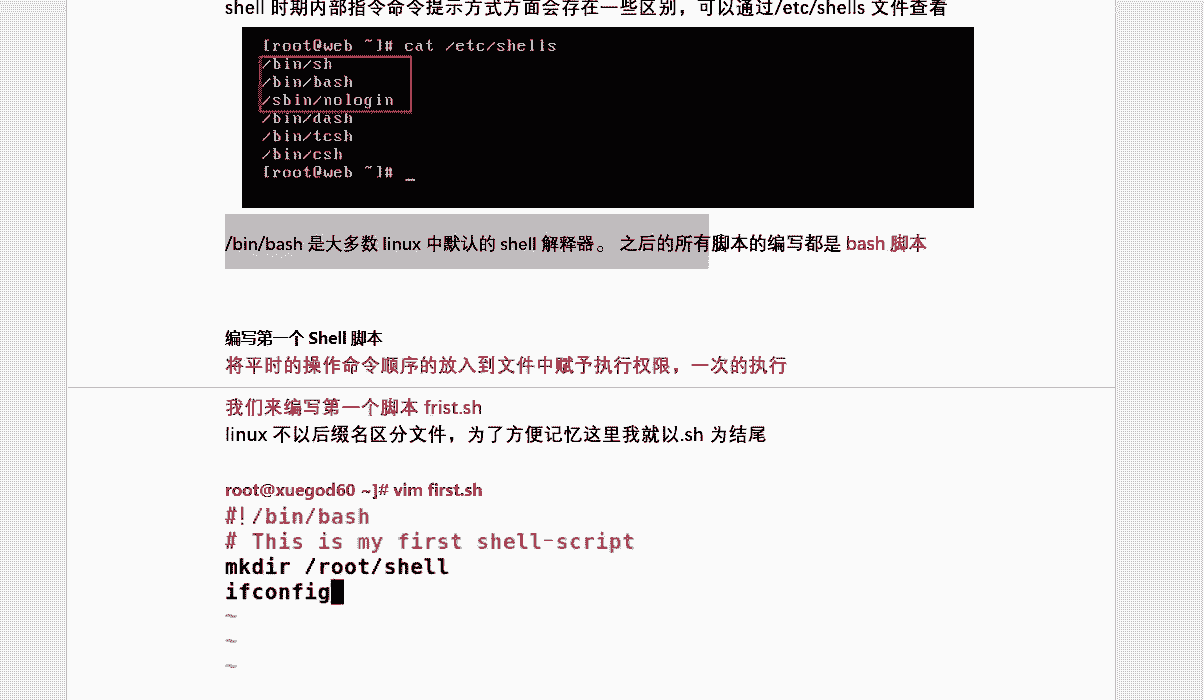 shell 时期内部指令命令提示方式方面会存在一些区别，可以通过/etc/shells 文件查看
[root@web ~]# cat /etc/shells
/bin/sh
/bin/bash
/sbin/nologin
/bin/dash
/bin/tcsh
/bin/csh
[root@web ~]# _
/bin/bash 是大多数 linux 中默认的 shell 解释器。 之后的所有脚本的编写都是 bash 脚本
编写第一个 Shell 脚本
将平时的操作命令顺序的放入到文件中赋予执行权限，一次的执行
我们来编写第一个脚本 frist.sh
linux 不以后缀名区分文件，为了方便记忆这里我就以.sh 为结尾
root@xuegod60 ~]# vim first.sh
#!/bin/bash
# This is my first shell-script
mkdir /root/shell
ifconfig
~
~
~